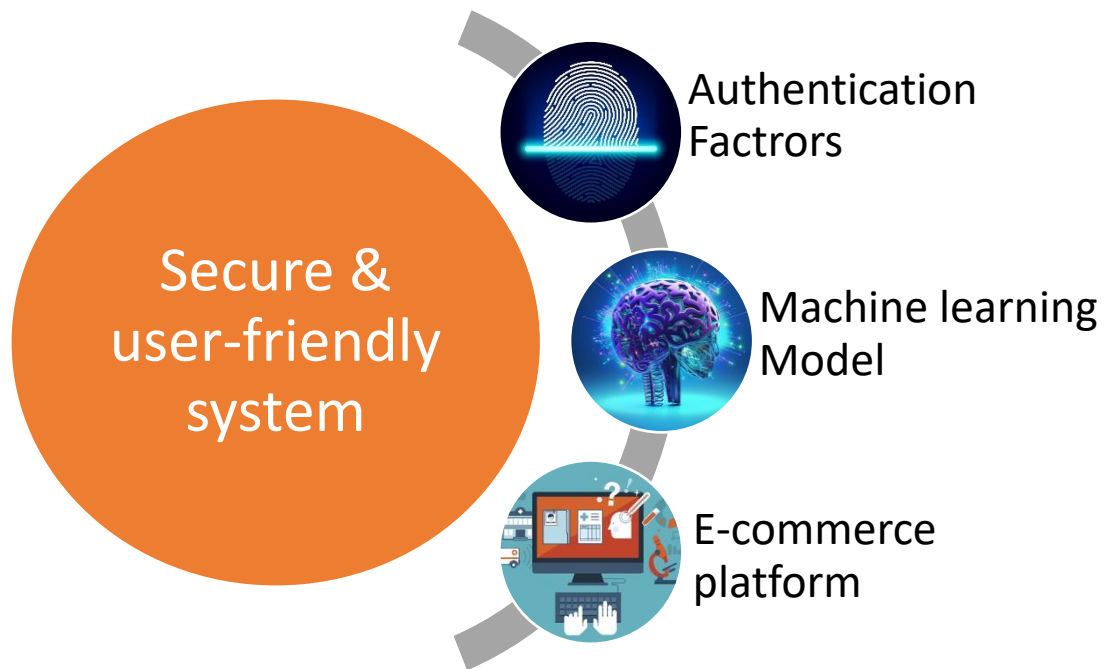 Secure &
user-friendly
system
Authentication
Factrors
Machine learning
Model
E-commerce
platform